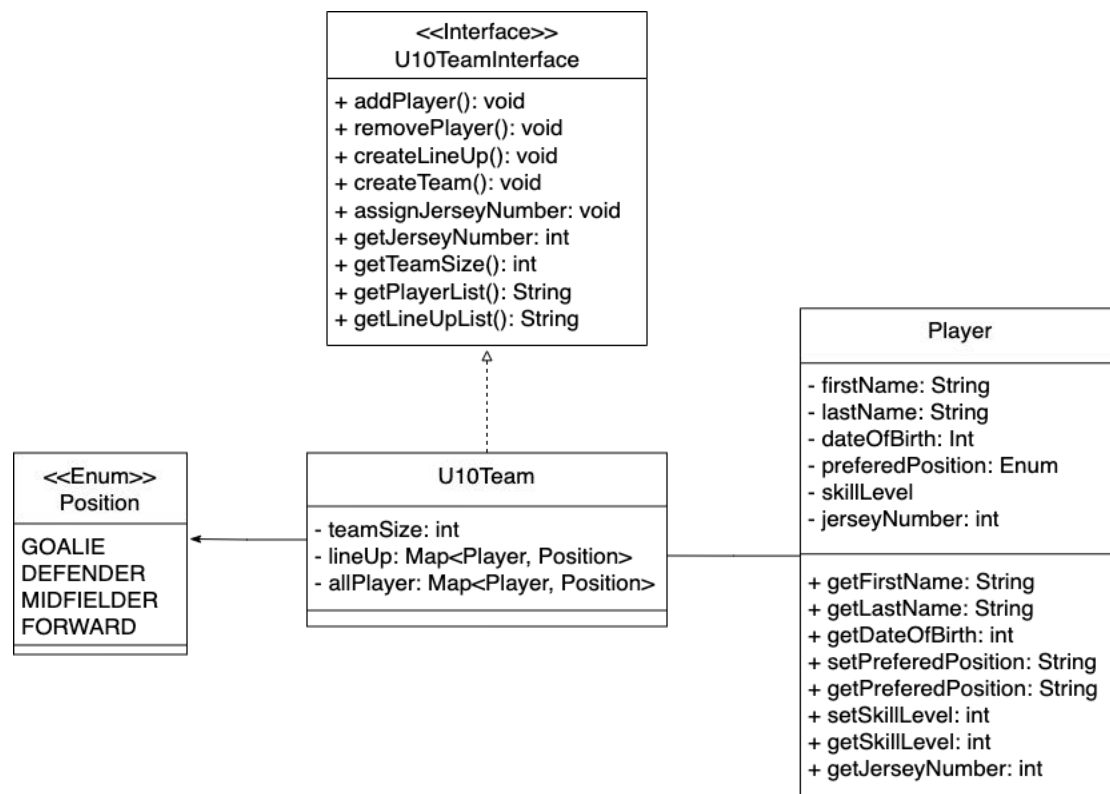 <<Interface>>
U10TeamInterface
+ addPlayer(): void
+ removePlayer(): void
+ createLineUp(): void
+ createTeam(): void
+ assignJerseyNumber: void
+ getJerseyNumber: int
+ getTeamSize(): int
+ getPlayerList(): String
+ getLineUpList(): String
<<Enum>>
Position
GOALIE
DEFENDER
MIDFIELDER
FORWARD
U10Team
- teamSize: int
- lineUp: Map<Player, Position>
- allPlayer: Map<Player, Position>
Player
- firstName: String
- lastName: String
- dateOfBirth: Int
- preferedPosition: Enum
- skillLevel
- jerseyNumber: int
+ getFirstName: String
+ getLastName: String
+ getDateOfBirth: int
+ setPreferedPosition: String
+ getPreferedPosition: String
+ setSkillLevel: int
+ getSkillLevel: int
+ getJerseyNumber: int